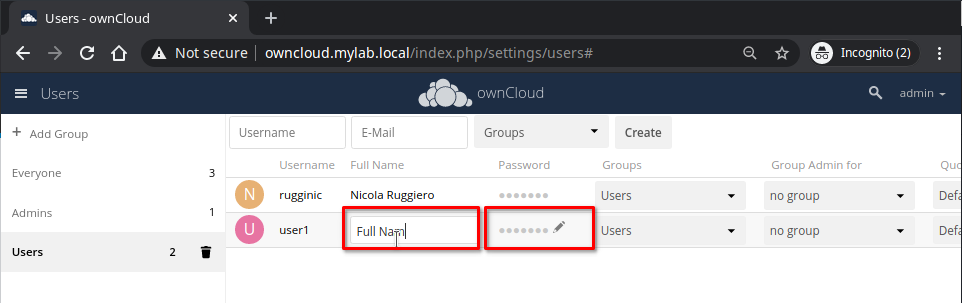 Users - ownCloud
Not secure | owncloud.mylab.local/index.php/settings/users# Incognito (2)
Users ownCloud admin
+ Add Group
Everyone 3
Admins 1
Users 2
Username E-Mail Groups Create
Username Full Name Password Groups Group Admin for Quo
N rugginic Nicola Ruggiero ●●●●●●● Users no group Defa
U user1 Full Nam ●●●●●●● Users no group Defa